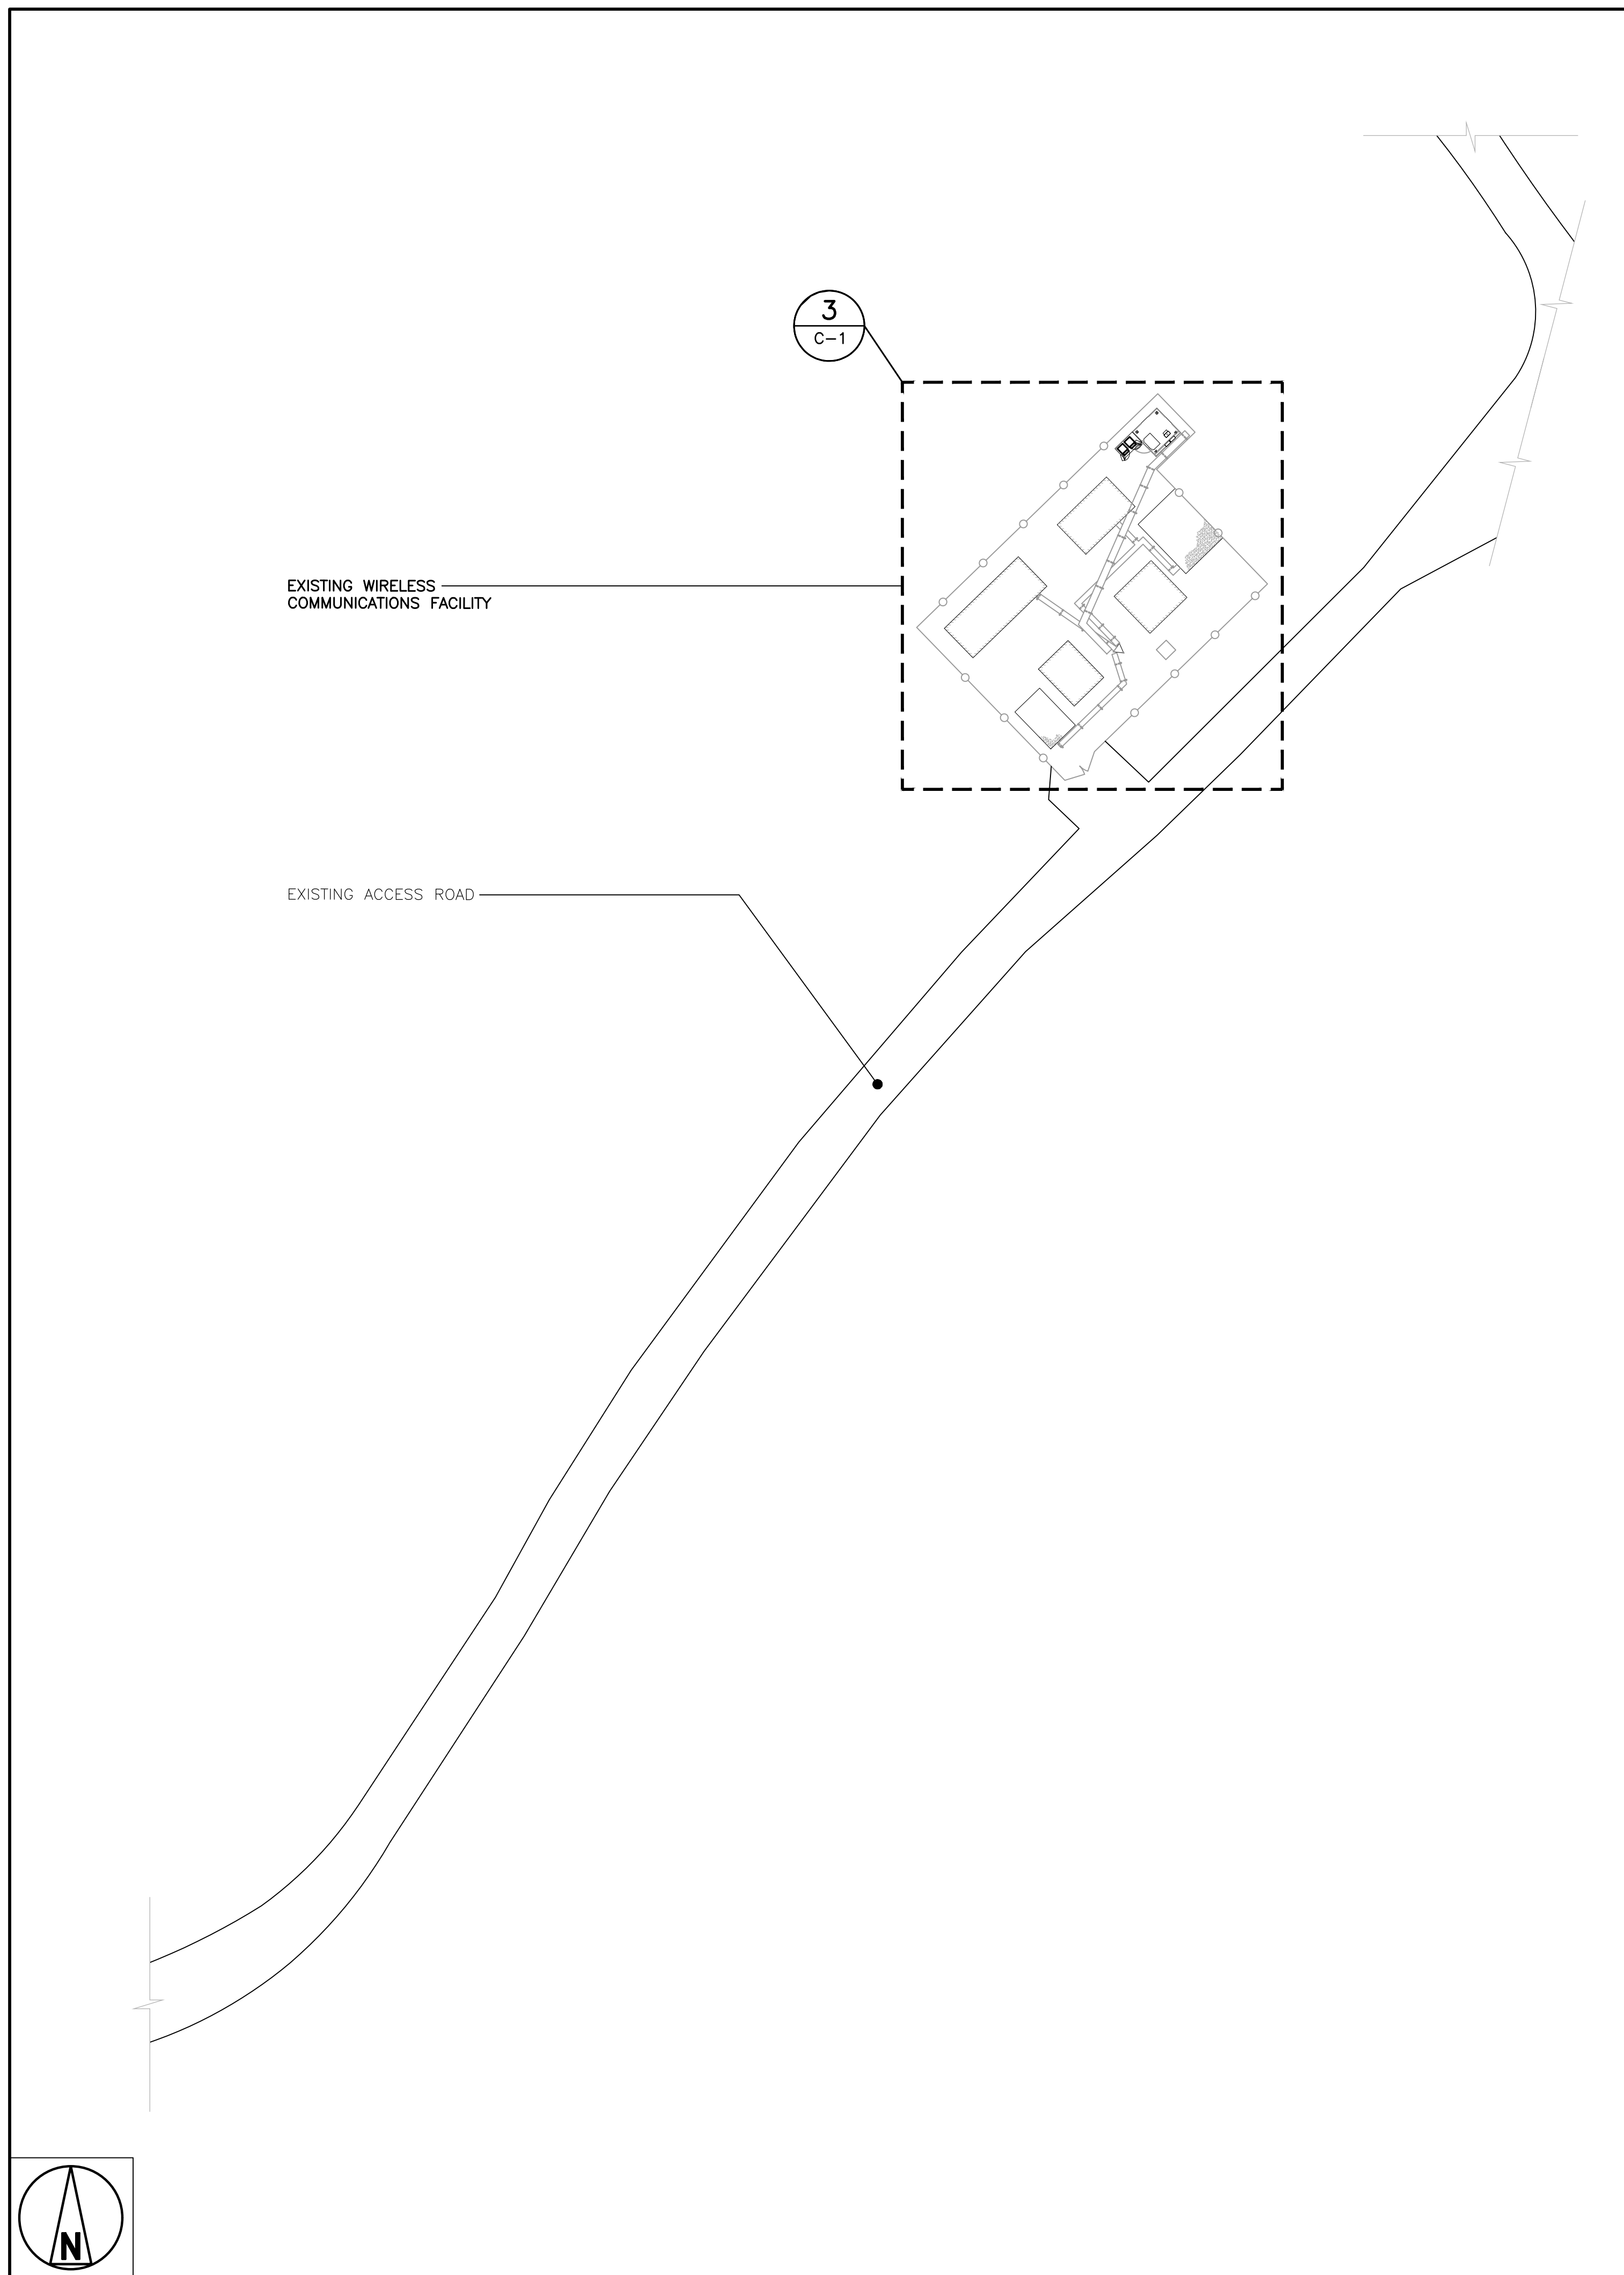 3
C-1
EXISTING WIRELESS
COMMUNICATIONS FACILITY
EXISTING ACCESS ROAD
N